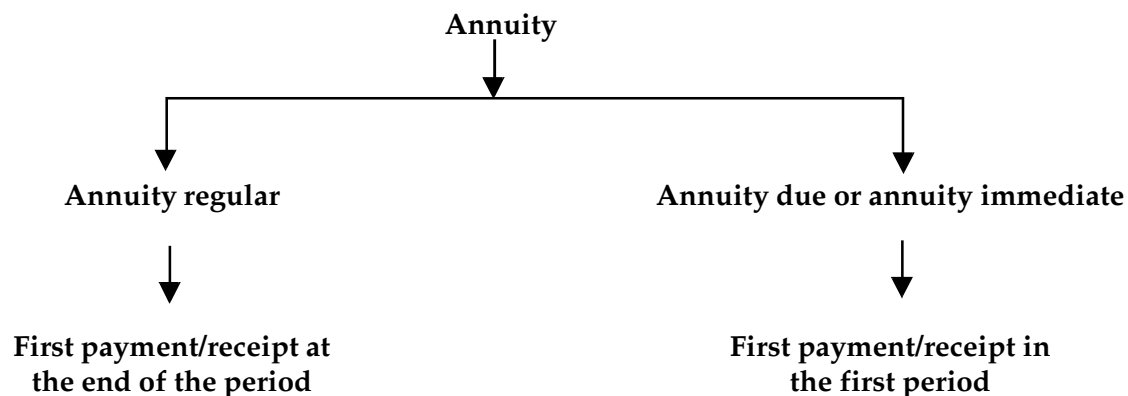 Annuity
Annuity regular
Annuity due or annuity immediate
First payment/receipt at
the end of the period
First payment/receipt in
the first period